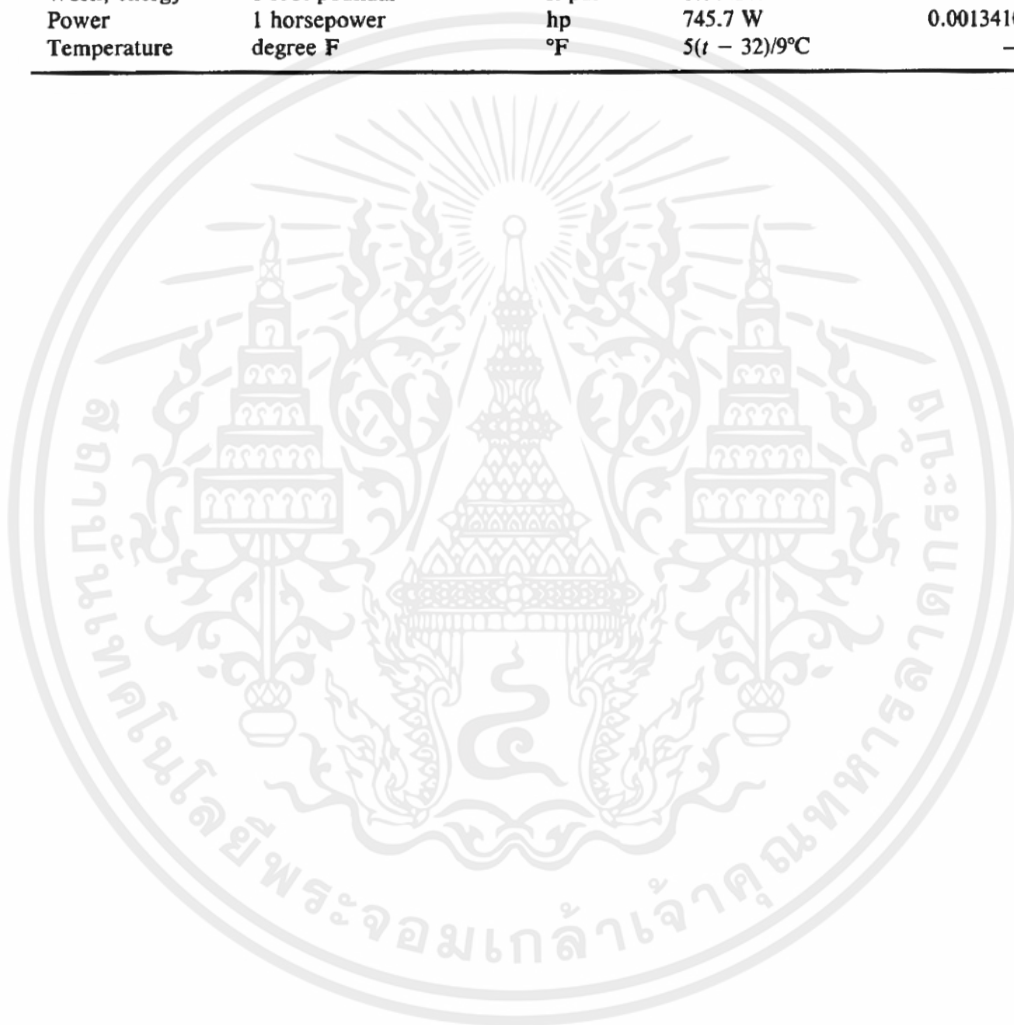 Power 1 horsepower hp 745.7 W
Temperature degree F °F 5(t − 32)/9°C –
สถาบันเทคโนโลยีพระจอมเกล้าเจ้าคุณทหารลาดกระบัง
๔